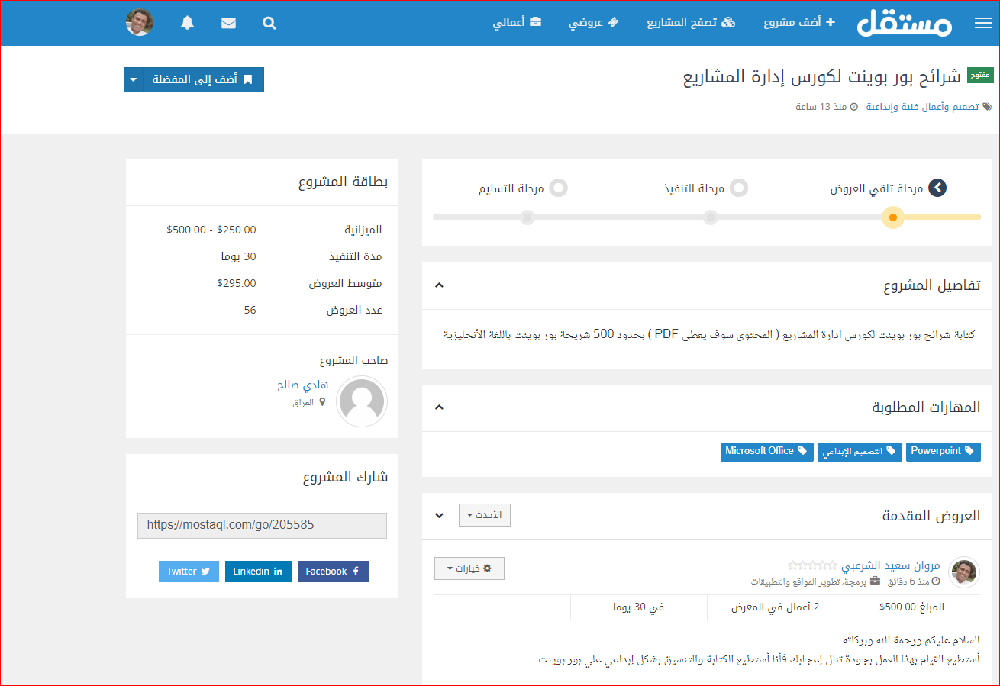 مستقل
أضف مشروع
تصفح المشاريع
عروضي
أعمالي
مفتوح
شرائح بور بوينت لكورس إدارة المشاريع
تصميم وأعمال فنية وإبداعية منذ 13 ساعة
أضف إلى المفضلة
مرحلة تلقي العروض
مرحلة التنفيذ
مرحلة التسليم
تفاصيل المشروع
كتابة شرائح بور بوينت لكورس ادارة المشاريع ( المحتوى سوف يعطى PDF ) بحدود 500 شريحة بور بوينت باللغة الأنجليزية
المهارات المطلوبة
Powerpoint
التصميم الإبداعي
Microsoft Office
العروض المقدمة
الأحدث
مروان سعيد الشرعبي
منذ 6 دقائق برمجة، تطوير المواقع والتطبيقات
خيارات
المبلغ 500.00$
2 أعمال في المعرض
في 30 يوما
السلام عليكم ورحمة الله وبركاته
أستطيع القيام بهذا العمل بجودة تنال إعجابك فأنا أستطيع الكتابة والتنسيق بشكل إبداعي علي بور بوينت
بطاقة المشروع
الميزانية $250.00 - $500.00
مدة التنفيذ 30 يوما
متوسط العروض $295.00
عدد العروض 56
صاحب المشروع
هادي صالح
العراق
شارك المشروع
https://mostaql.com/go/205585
Facebook
Linkedin
Twitter